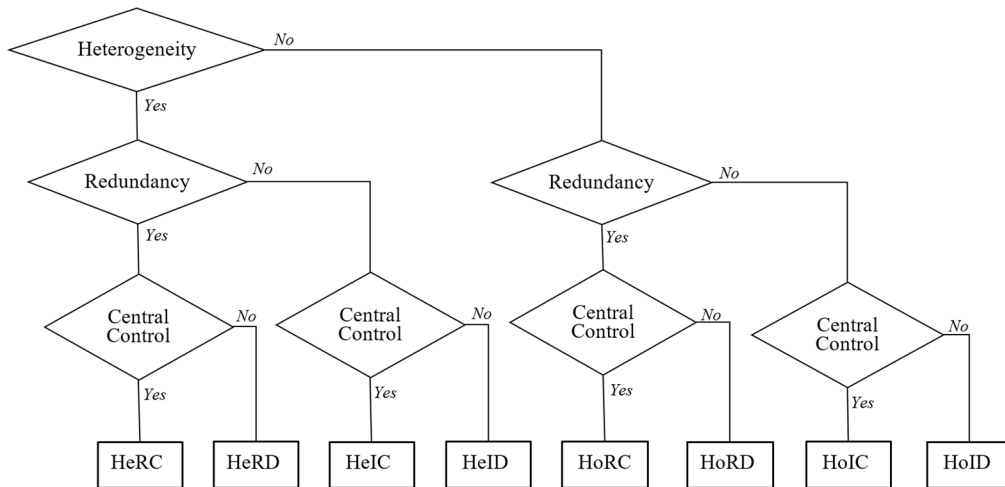 Heterogeneity
No
Yes
Redundancy
No
Redundancy
No
Yes
Yes
Central
Control
No
Central
Control
No
Central
Control
No
Central
Control
No
Yes
Yes
Yes
Yes
HeRC
HeRD
HeIC
HeID
HoRC
HoRD
HoIC
HoID